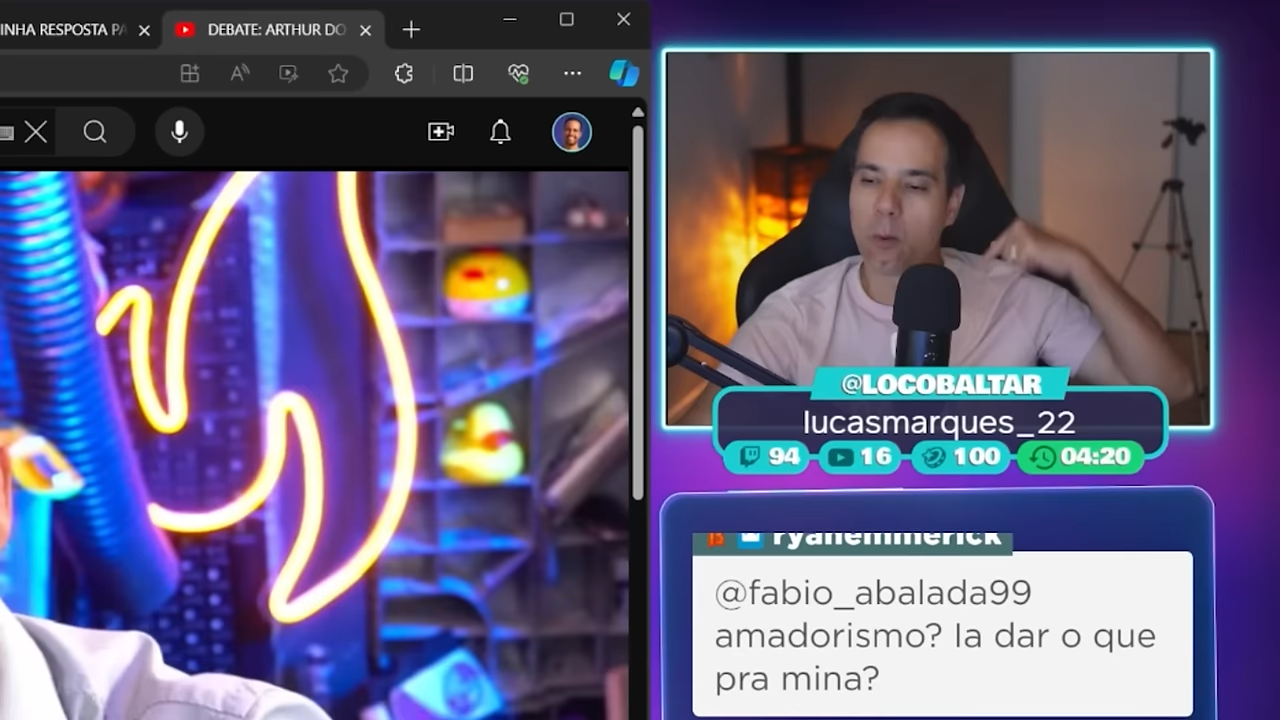 INHA RESPOSTA PA
DEBATE: ARTHUR DO
@LOCOBALTAR
lucasmarques_22
94 16 100 04:20
ryanemmerick
@fabio_abalada99
amadorismo? Ia dar o que
pra mina?